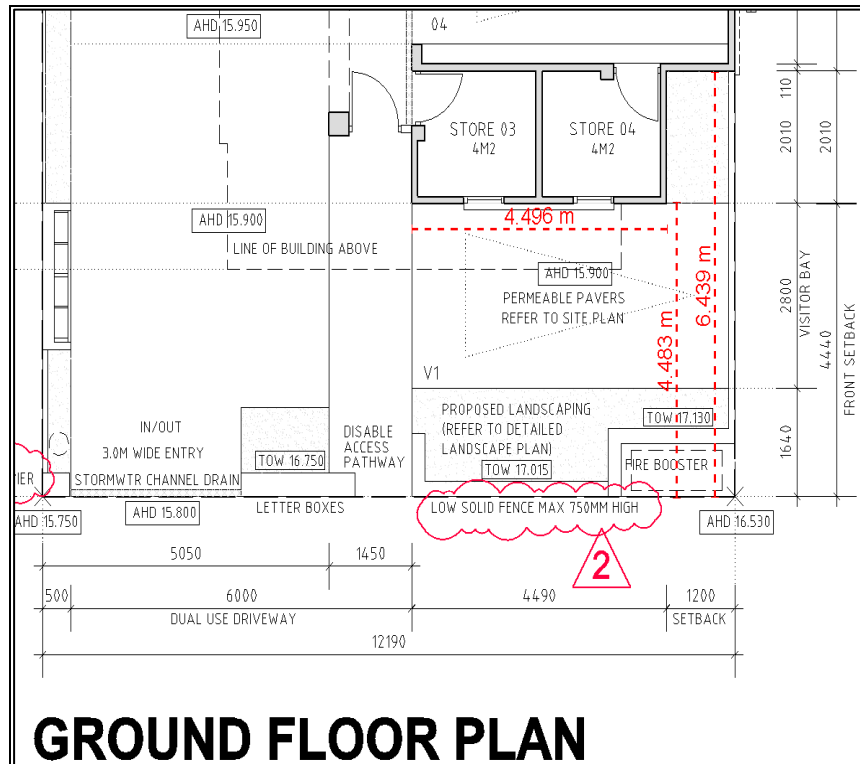 AHD 15.950
04
110
STORE 03
4M2
STORE 04
4M2
2010
2010
4.496 m
AHD 15.900
LINE OF BUILDING ABOVE
AHD 15.900
PERMEABLE PAVERS
REFER TO SITE PLAN
6.439 m
4.483 m
2800
VISITOR BAY
4440
FRONT SETBACK
V1
IN/OUT
3.0M WIDE ENTRY
STORMWTR CHANNEL DRAIN
TOW 16.750
DISABLE
ACCESS
PATHWAY
PROPOSED LANDSCAPING
(REFER TO DETAILED
LANDSCAPE PLAN)
TOW 17.015
TOW 17.130
FIRE BOOSTER
1640
IER
AHD 15.750
AHD 15.800
LETTER BOXES
LOW SOLID FENCE MAX 750MM HIGH
AHD 16.530
2
5050
1450
500
6000
4490
1200
DUAL USE DRIVEWAY
SETBACK
12190
GROUND FLOOR PLAN